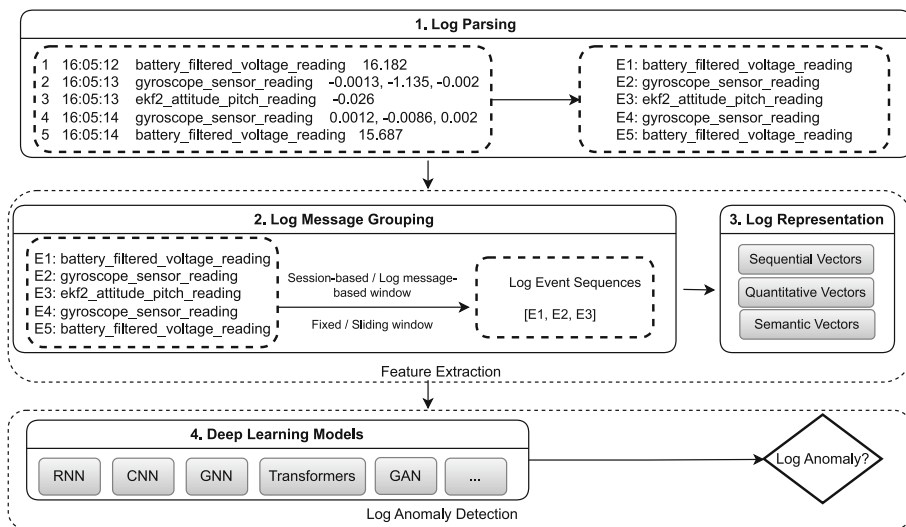 1. Log Parsing
1 16:05:12 battery_filtered_voltage_reading 16.182
2 16:05:13 gyroscope_sensor_reading -0.0013, -1.135, -0.002
3 16:05:13 ekf2_attitude_pitch_reading -0.026
4 16:05:14 gyroscope_sensor_reading 0.0012, -0.0086, 0.002
5 16:05:14 battery_filtered_voltage_reading 15.687
E1: battery_filtered_voltage_reading
E2: gyroscope_sensor_reading
E3: ekf2_attitude_pitch_reading
E4: gyroscope_sensor_reading
E5: battery_filtered_voltage_reading
2. Log Message Grouping
E1: battery_filtered_voltage_reading
E2: gyroscope_sensor_reading
E3: ekf2_attitude_pitch_reading
E4: gyroscope_sensor_reading
E5: battery_filtered_voltage_reading
Session-based / Log message-
based window
Fixed / Sliding window
Log Event Sequences
[E1, E2, E3]
3. Log Representation
Sequential Vectors
Quantitative Vectors
Semantic Vectors
Feature Extraction
4. Deep Learning Models
RNN
CNN
GNN
Transformers
GAN
...
Log Anomaly?
Log Anomaly Detection